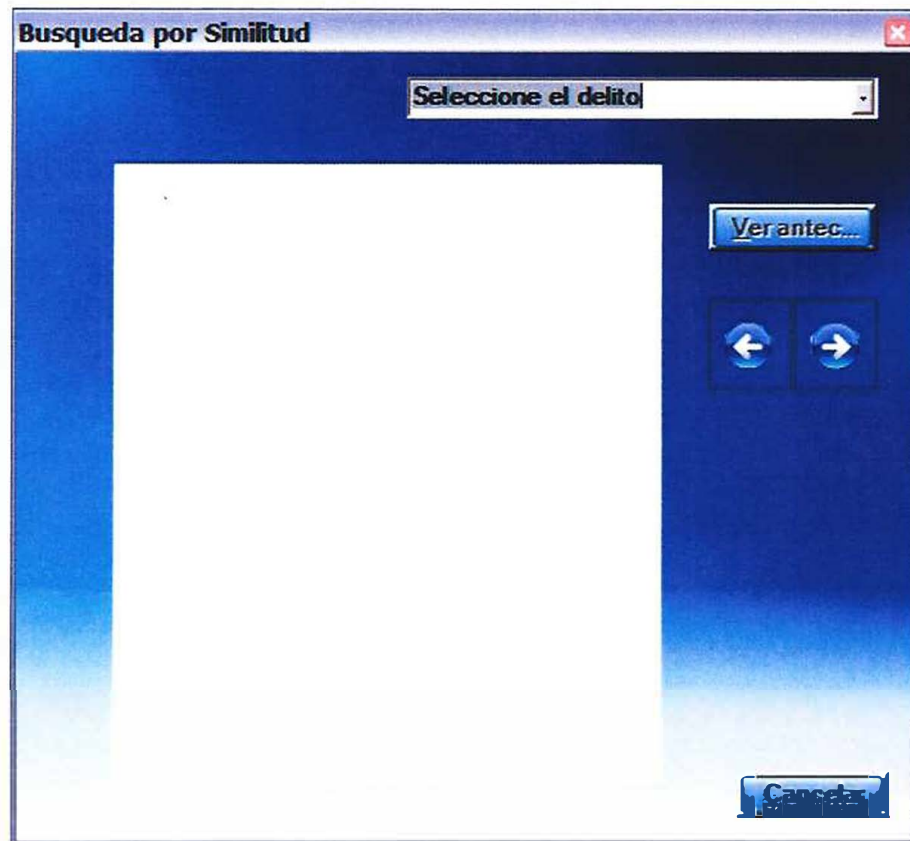 Busqueda por Similitud
Seleccione el delito
Ver antec...
Cancelar